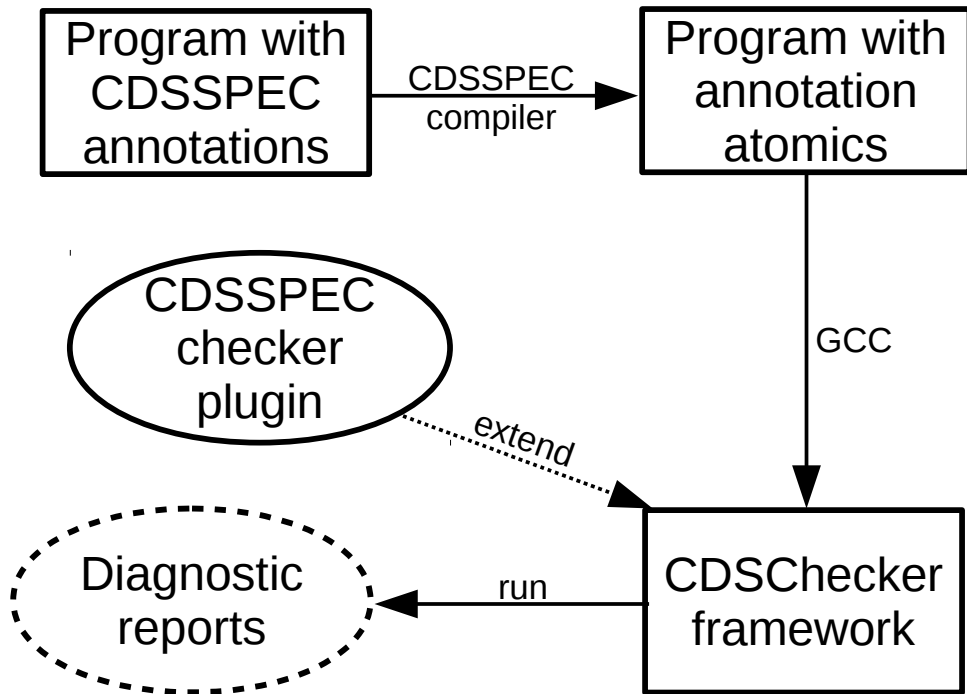 Program with
CDSSPEC
annotations
CDSSPEC
compiler
Program with
annotation
atomics
GCC
CDSSPEC
checker
plugin
extend
CDSChecker
framework
run
Diagnostic
reports